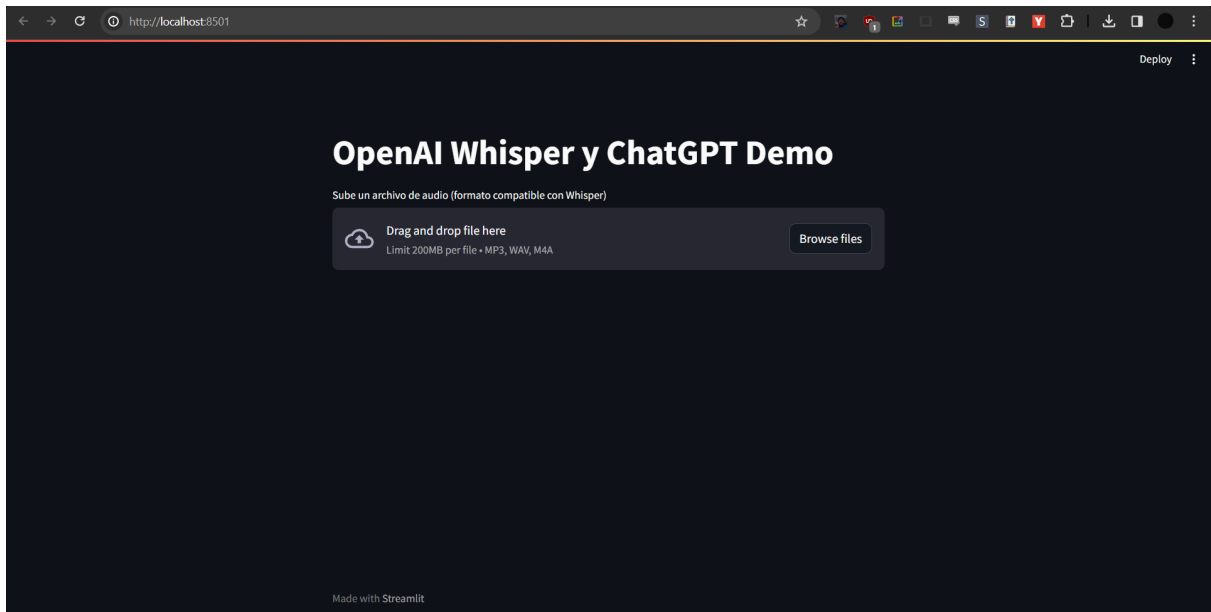 http://localhost:8501
1
S
Y
Deploy
OpenAI Whisper y ChatGPT Demo
Sube un archivo de audio (formato compatible con Whisper)
Drag and drop file here
Limit 200MB per file • MP3, WAV, M4A
Browse files
Made with Streamlit